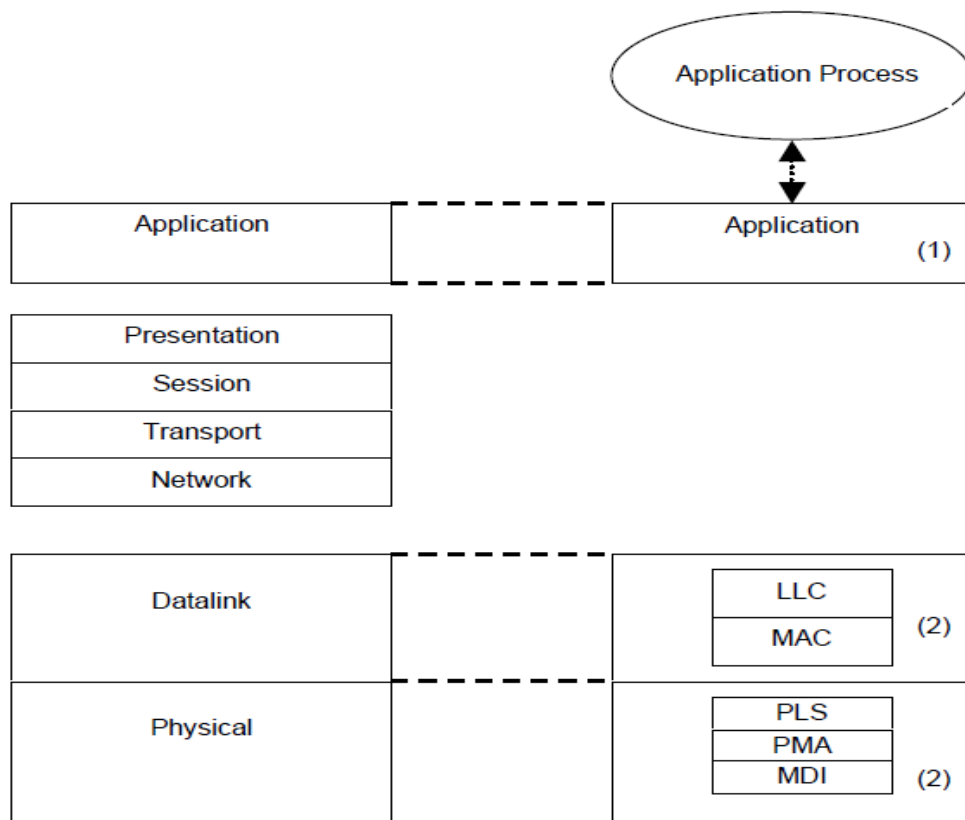 Application Process
Application
Application
(1)
Presentation
Session
Transport
Network
Datalink
LLC
MAC
(2)
Physical
PLS
PMA
MDI
(2)